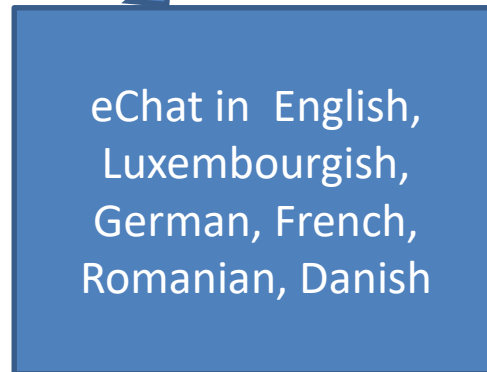 eChat in  English,
Luxembourgish,
German, French,
Romanian, Danish